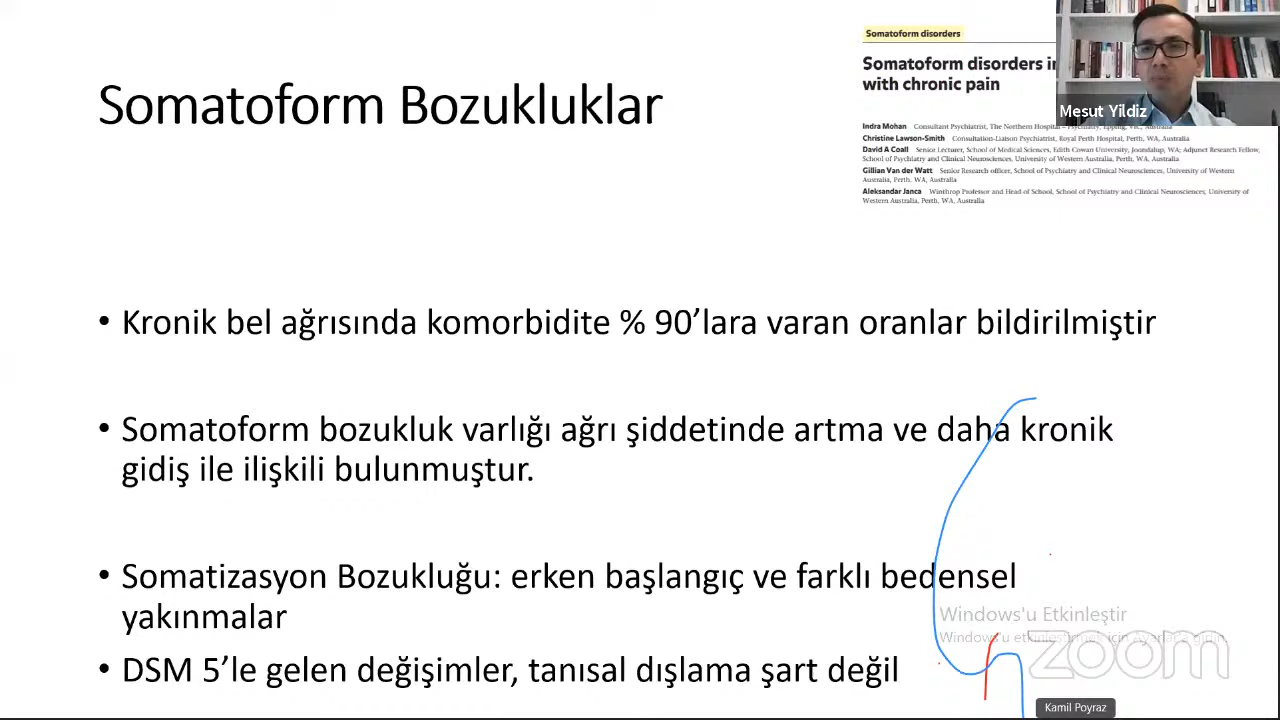 Somatoform disorders
Somatoform disorders in
with chronic pain
Mesut Yildiz
Somatoform Bozukluklar
Indra Mohan Consultant Psychiatrist, The Northern Hospital – Psychiatry, Epping, Vic, Australia
Christine Lawson-Smith Consultation-Liaison Psychiatrist, Royal Perth Hospital, Perth, WA, Australia
David A Coall Senior Lecturer, School of Medical Sciences, Edith Cowan University, Joondalup, WA; Adjunct Research Fellow,
School of Psychiatry and Clinical Neurosciences, University of Western Australia, Perth, WA, Australia
Gillian Van der Watt Senior Research officer, School of Psychiatry and Clinical Neurosciences, University of Western
Australia, Perth, WA, Australia
Aleksandar Janca Winthrop Professor and Head of School, School of Psychiatry and Clinical Neurosciences, University of
Western Australia, Perth, WA, Australia
• Kronik bel ağrısında komorbidite % 90’lara varan oranlar bildirilmiştir
• Somatoform bozukluk varlığı ağrı şiddetinde artma ve daha kronik
gidiş ile ilişkili bulunmuştur.
• Somatizasyon Bozukluğu: erken başlangıç ve farklı bedensel
yakınmalar
Windows'u Etkinleştir
Windows'u etkinleştirmek için Ayarlar'a gidin.
• DSM 5’le gelen değişimler, tanısal dışlama şart değil
zoom
Kamil Poyraz